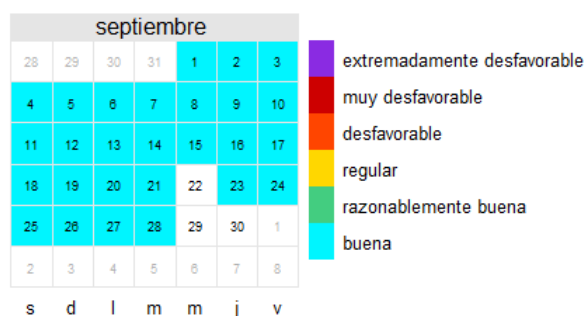 septiembre
28 29 30 31 1 2 3
4 5 6 7 8 9 10
11 12 13 14 15 16 17
18 19 20 21 22 23 24
25 26 27 28 29 30 1
2 3 4 5 6 7 8
s d l m m j v
extremadamente desfavorable
muy desfavorable
desfavorable
regular
razonablemente buena
buena